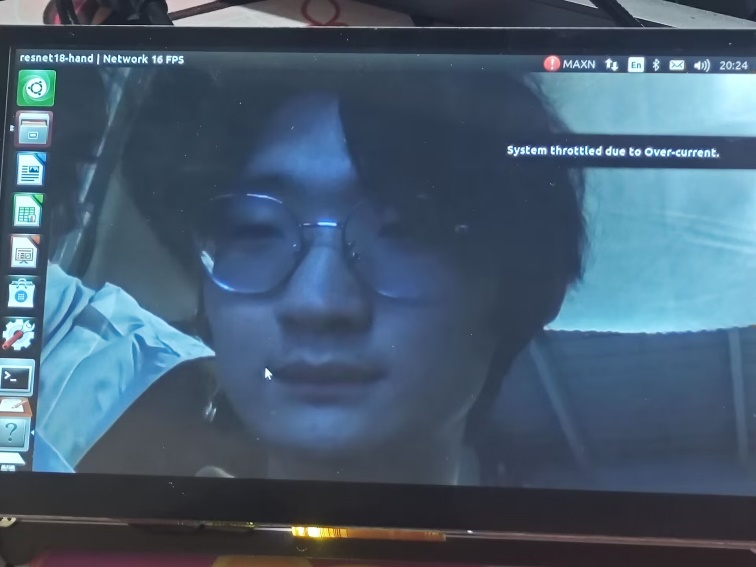 resnet18-hand | Network 16 FPS
MAXN En 20:24
System throttled due to Over-current.